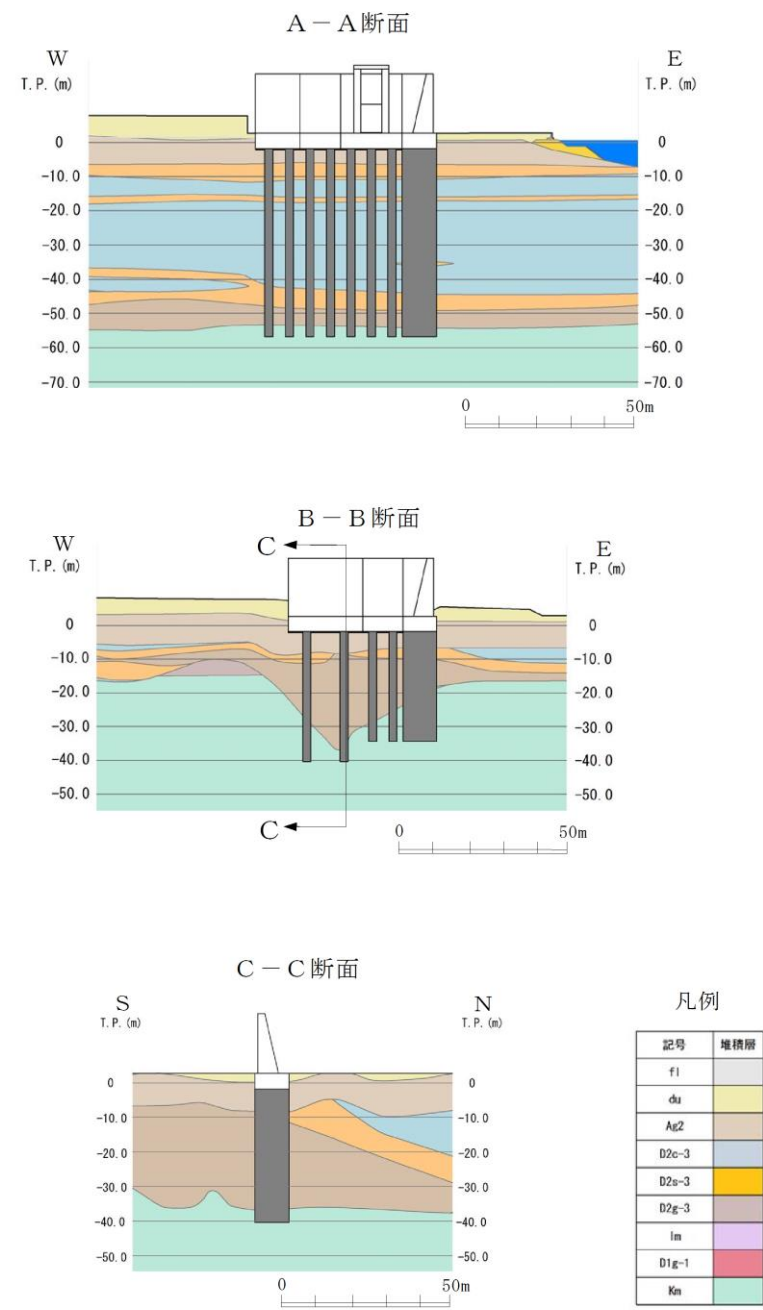 A－A断面
W E
T.P. (m) T.P. (m)
0 0
-10.0 -10.0
-20.0 -20.0
-30.0 -30.0
-40.0 -40.0
-50.0 -50.0
-60.0 -60.0
-70.0 -70.0
0 50m
B－B断面
W C E
T.P. (m) T.P. (m)
0 0
-10.0 -10.0
-20.0 -20.0
-30.0 -30.0
-40.0 -40.0
-50.0 -50.0
C 0 50m
C－C断面
S N
T.P. (m) T.P. (m)
0 0
-10.0 -10.0
-20.0 -20.0
-30.0 -30.0
-40.0 -40.0
-50.0 -50.0
0 50m
凡例
記号 堆積層
fl
du
Ag2
D2c-3
D2s-3
D2g-3
lm
D1g-1
Km